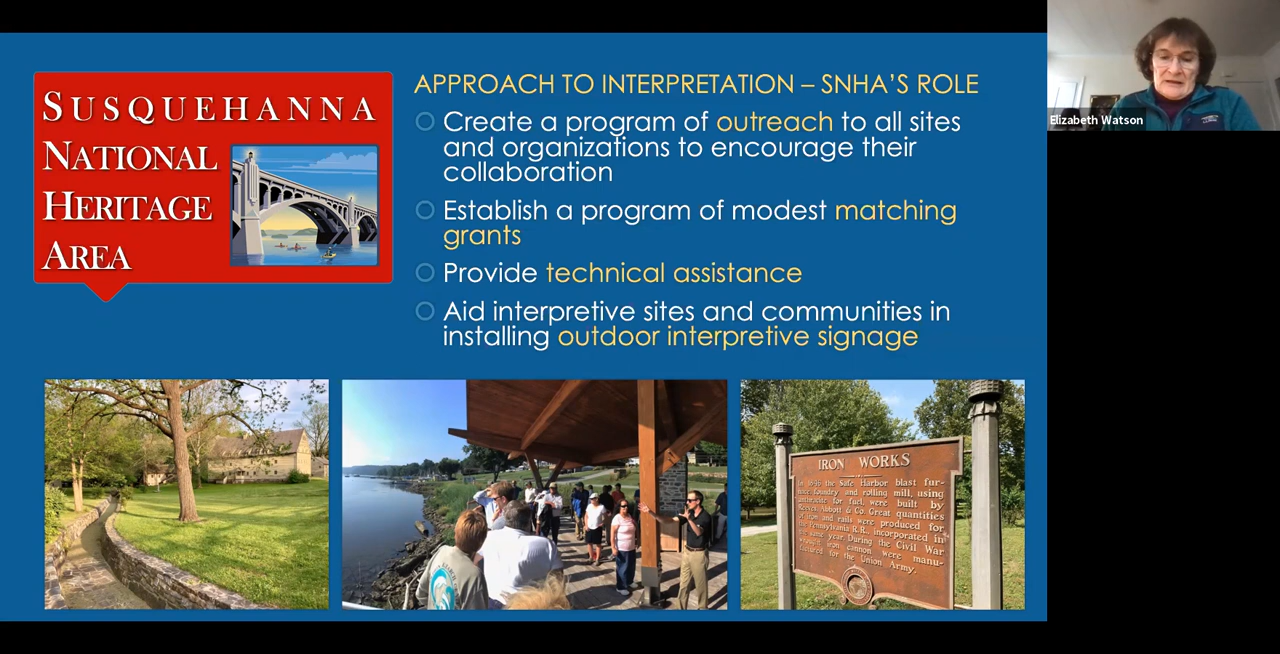 SUSQUEHANNA
NATIONAL
HERITAGE
AREA
APPROACH TO INTERPRETATION – SNHA'S ROLE
Create a program of outreach to all sites
and organizations to encourage their
collaboration
Establish a program of modest matching
grants
Provide technical assistance
Aid interpretive sites and communities in
installing outdoor interpretive signage
Elizabeth Watson
IRON WORKS
the Safe Harbor blast fur-
nace, foundry and rolling mill, using
anthracite for fuel, were built by
Reeves, Abbott & Co. Great quantities
of iron and rails were produced for
the Pennsylvania R.R., incorporated in
the same year. During the Civil War
iron cannon were manu-
factured for the Union Army.